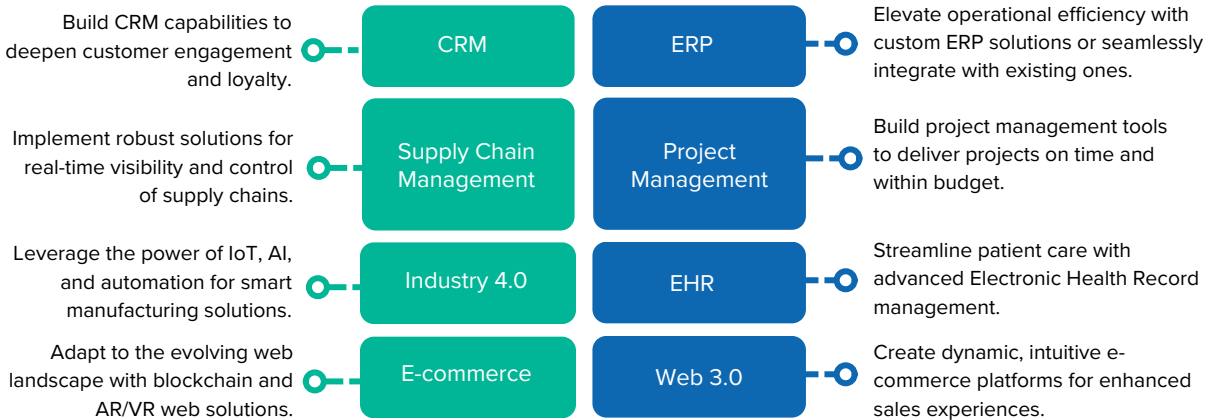 Build CRM capabilities to
deepen customer engagement
and loyalty.
CRM
ERP
Elevate operational efficiency with
custom ERP solutions or seamlessly
integrate with existing ones.
Implement robust solutions for
real-time visibility and control
of supply chains.
Supply Chain
Management
Project
Management
Build project management tools
to deliver projects on time and
within budget.
Leverage the power of IoT, AI,
and automation for smart
manufacturing solutions.
Industry 4.0
EHR
Streamline patient care with
advanced Electronic Health Record
management.
Adapt to the evolving web
landscape with blockchain and
AR/VR web solutions.
E-commerce
Web 3.0
Create dynamic, intuitive e-
commerce platforms for enhanced
sales experiences.